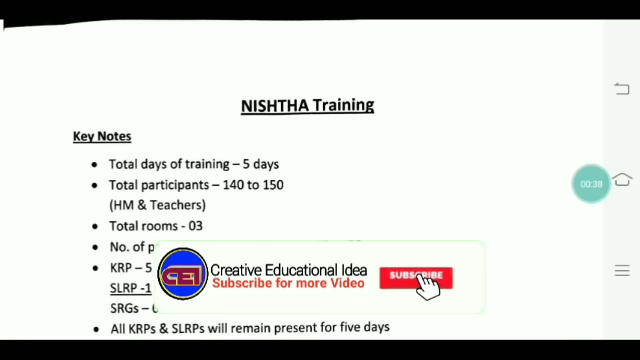 NISHTHA Training
Key Notes
• Total days of training – 5 days
• Total participants – 140 to 150
(HM & Teachers)
• Total rooms - 03
• No. of
• KRP – 5
SLRP -1
SRGs –
• All KRPs & SLRPs will remain present for five days
CEI
Creative Educational Idea
Subscribe for more Video
SUBSCRIBE
00:38